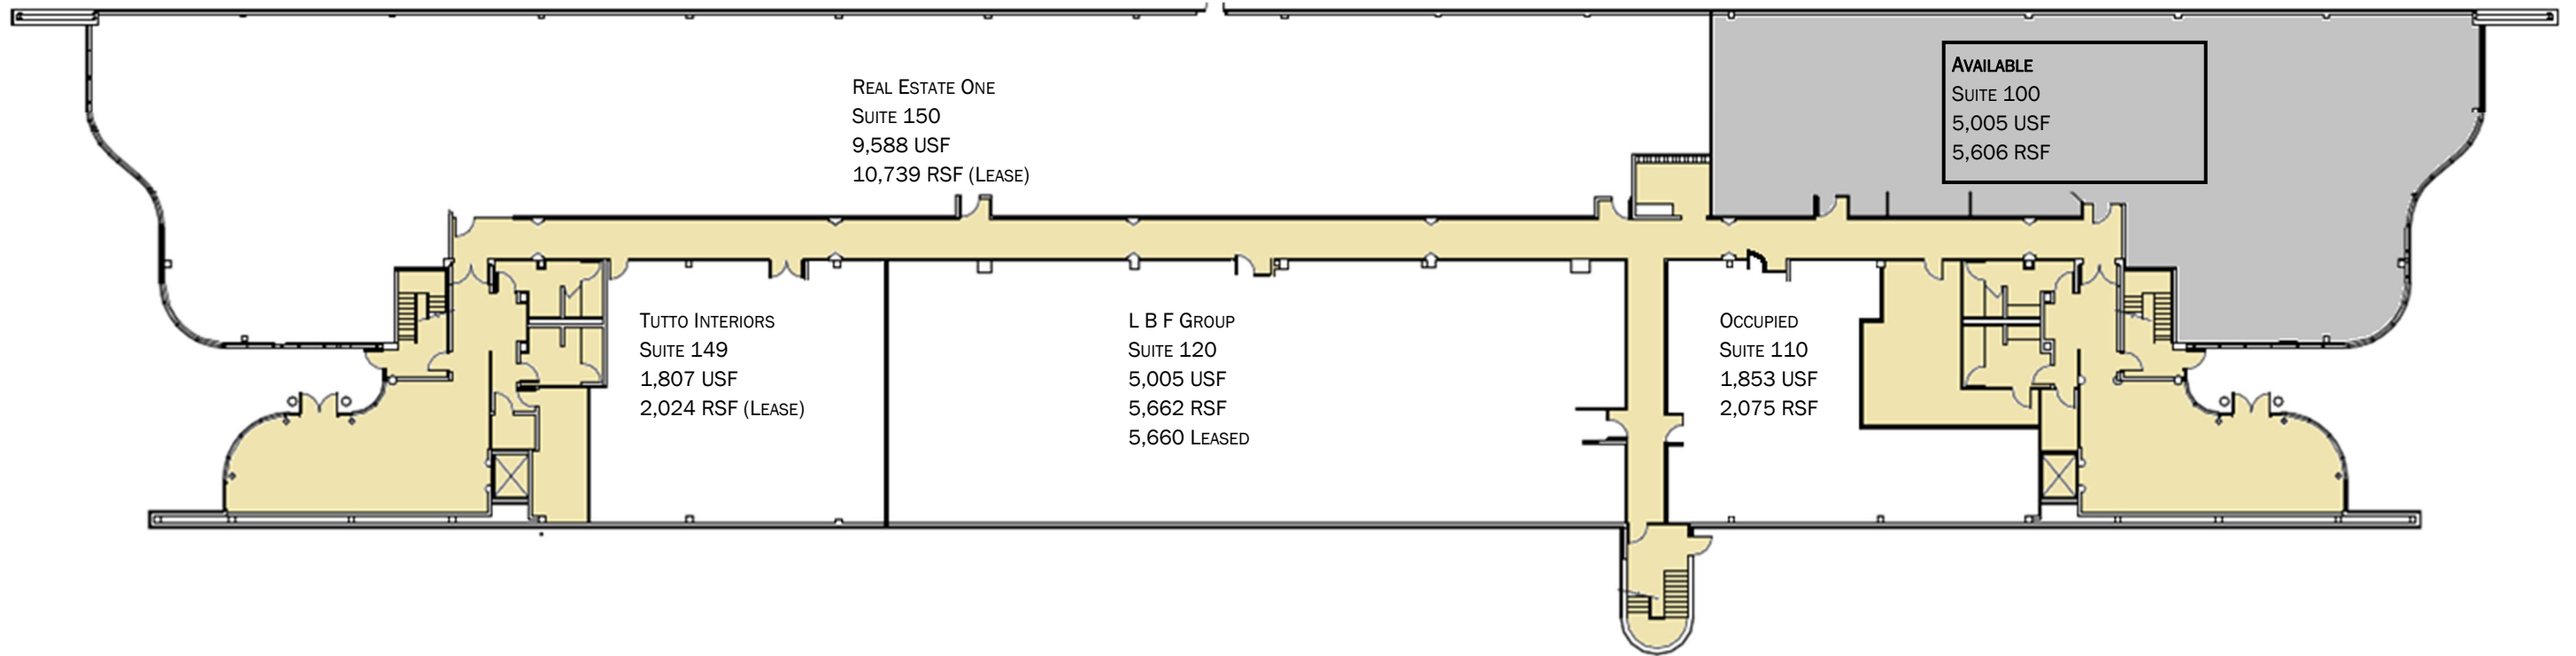 Real Estate One
Suite 150
9,588 USF
10,739 RSF (Lease)
Available
Suite 100
5,005 USF
5,606 RSF
Tutto Interiors
Suite 149
1,807 USF
2,024 RSF (Lease)
L B F Group
Suite 120
5,005 USF
5,662 RSF
5,660 Leased
Occupied
Suite 110
1,853 USF
2,075 RSF